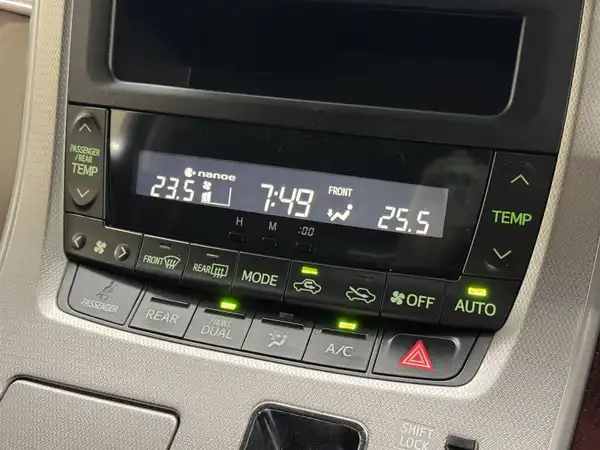 nanoe
PASSENGER
/REAR
TEMP
23.5
7:49
FRONT
25.5
TEMP
H M :00
FRONT
REAR
MODE
OFF
AUTO
PASSENGER
REAR
FRONT
DUAL
A/C
SHIFT
LOCK